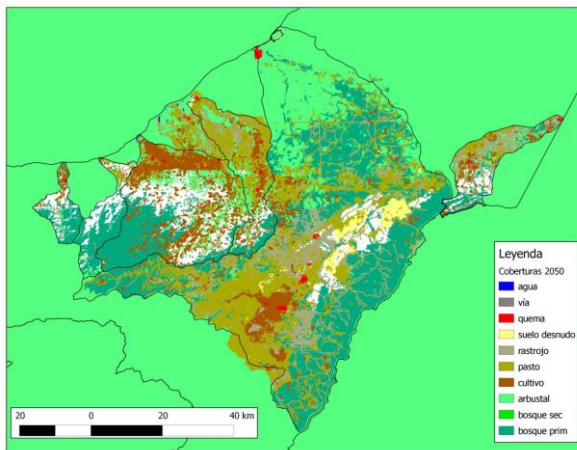 Leyenda
Coberturas 2050
agua
vía
quema
suelo desnudo
rastrojo
pasto
cultivo
arbustal
bosque sec
bosque prim
20 0 20 40 km